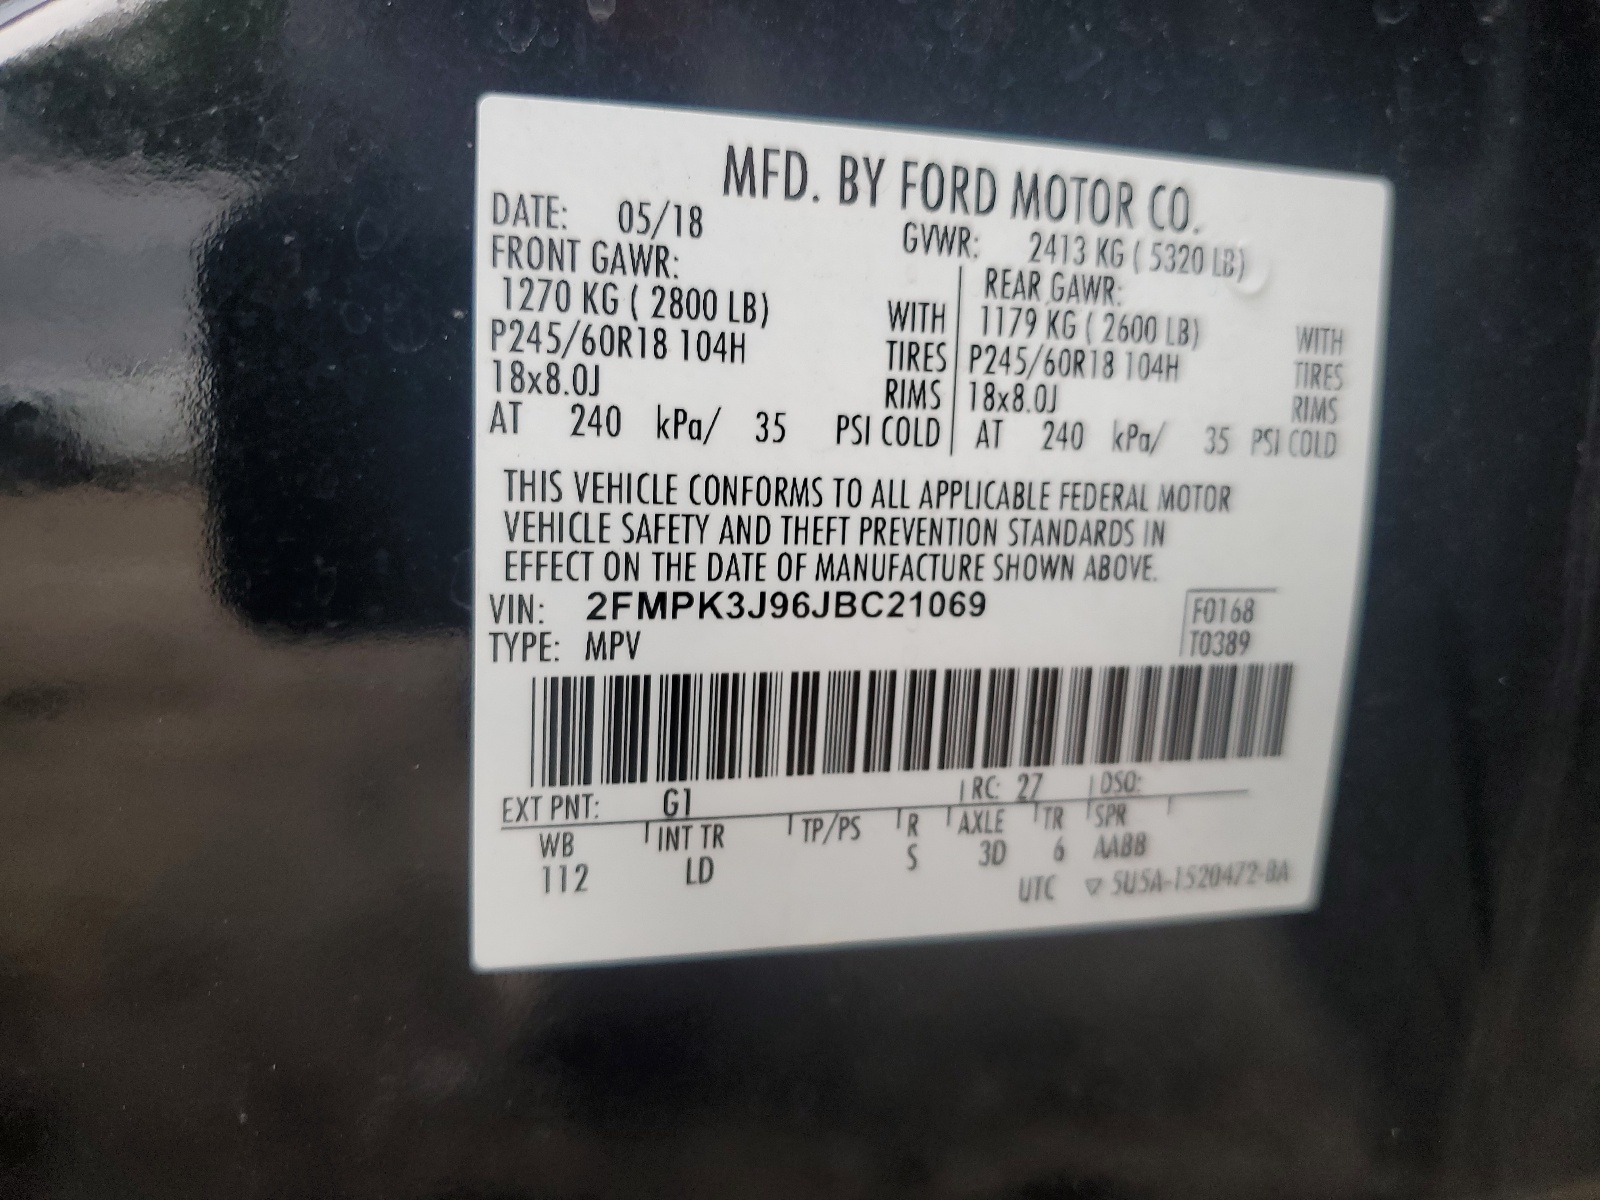 MFD. BY FORD MOTOR CO.
DATE: 05/18 GVWR: 2413 KG ( 5320 LB)
FRONT GAWR: REAR GAWR:
1270 KG ( 2800 LB) WITH 1179 KG ( 2600 LB) WITH
P245/60R18 104H TIRES P245/60R18 104H TIRES
18x8.0J RIMS 18x8.0J RIMS
AT 240 kPa/ 35 PSI COLD AT 240 kPa/ 35 PSI COLD
THIS VEHICLE CONFORMS TO ALL APPLICABLE FEDERAL MOTOR
VEHICLE SAFETY AND THEFT PREVENTION STANDARDS IN
EFFECT ON THE DATE OF MANUFACTURE SHOWN ABOVE.
VIN: 2FMPK3J96JBC21069 F0168
TYPE: MPV T0389
EXT PNT: G1 RC: 27 DSO:
WB INT TR TP/PS R AXLE TR SPR
112 LD S 3D 6 AABB
UTC ▽ 5U5A-1520472-BA